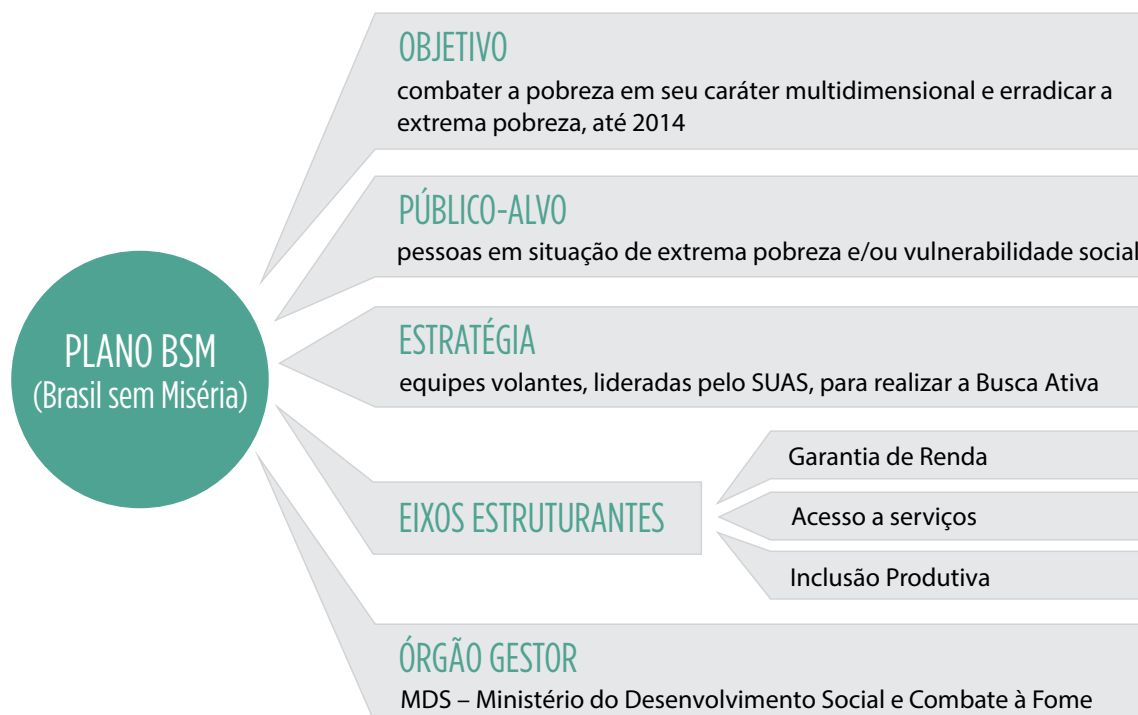 OBJETIVO
combater a pobreza em seu caráter multidimensional e erradicar a
extrema pobreza, até 2014
PÚBLICO-ALVO
pessoas em situação de extrema pobreza e/ou vulnerabilidade social
PLANO BSM
(Brasil sem Miséria)
ESTRATÉGIA
equipes volantes, lideradas pelo SUAS, para realizar a Busca Ativa
EIXOS ESTRUTURANTES
Garantia de Renda
Acesso a serviços
Inclusão Produtiva
ÓRGÃO GESTOR
MDS – Ministério do Desenvolvimento Social e Combate à Fome